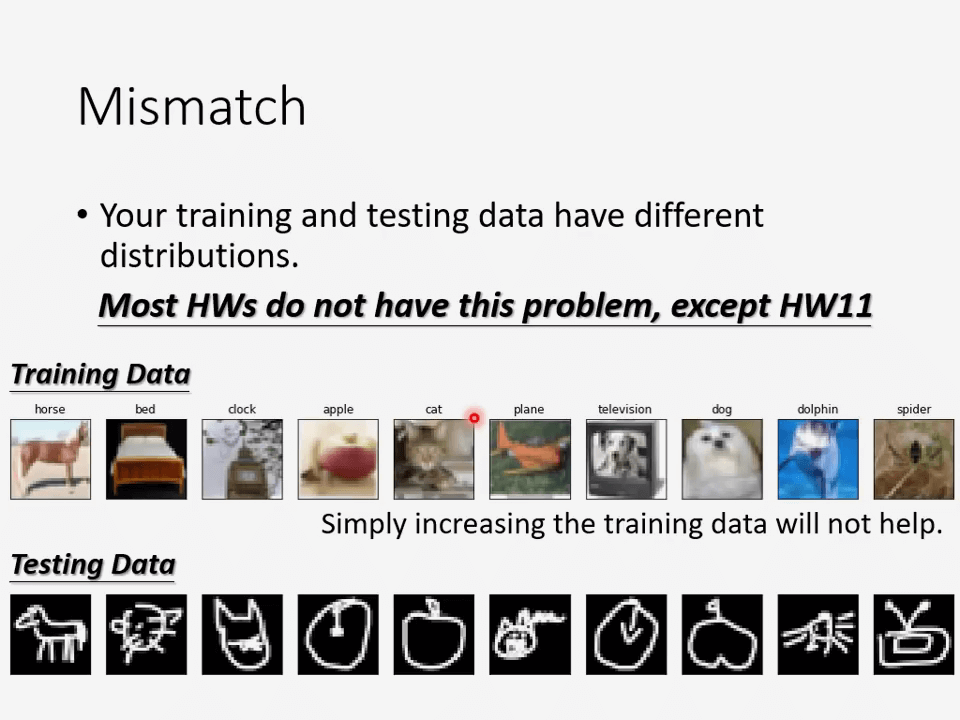 Mismatch
• Your training and testing data have different
distributions.
Most HWs do not have this problem, except HW11
Training Data
horse bed clock apple cat plane television dog dolphin spider
Simply increasing the training data will not help.
Testing Data